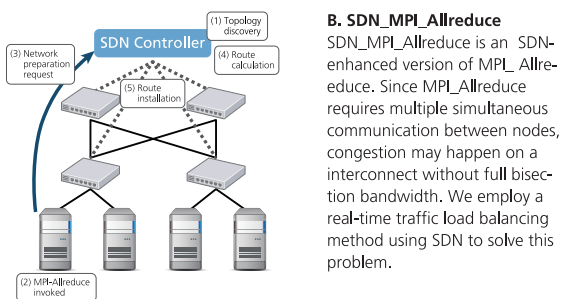 (1) Topology
discovery
SDN Controller
(3) Network
preparation
request
(4) Route
calculation
(5) Route
installation
(2) MPI-Allreduce
invoked
B. SDN_MPI_Allreduce
SDN_MPI_Allreduce is an SDN-
enhanced version of MPI_ Allre-
educe. Since MPI_Allreduce
requires multiple simultaneous
communication between nodes,
congestion may happen on a
interconnect without full bisec-
tion bandwidth. We employ a
real-time traffic load balancing
method using SDN to solve this
problem.